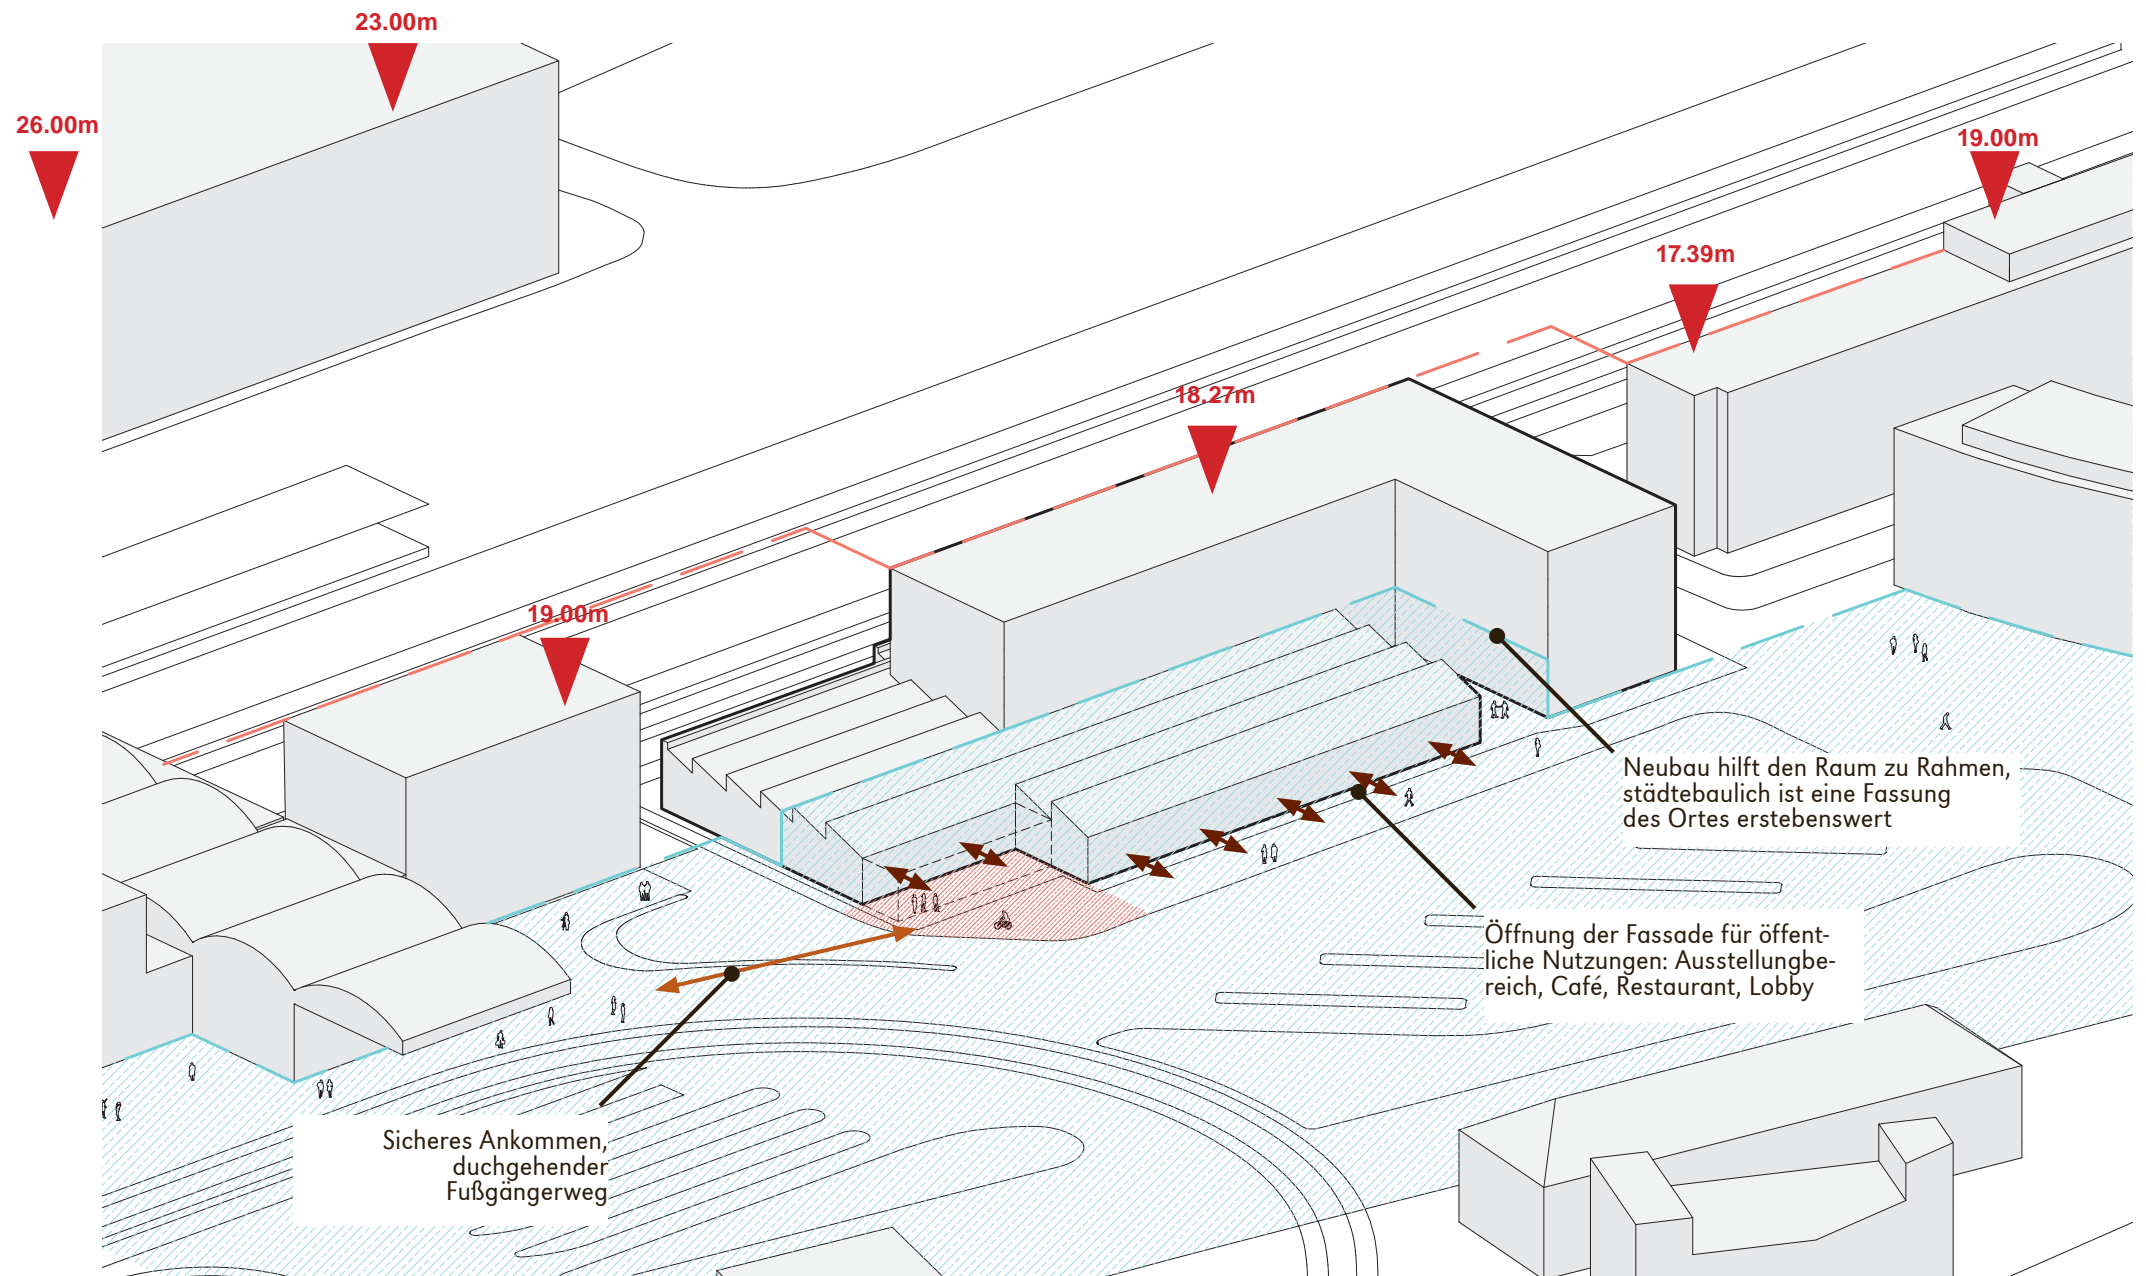 23.00m
26.00m
19.00m
17.39m
18.27m
19.00m
Neubau hilft den Raum zu Rahmen,
städtebaulich ist eine Fassung
des Ortes erstebenswert
Öffnung der Fassade für öffent-
liche Nutzungen: Ausstellungbe-
reich, Café, Restaurant, Lobby
Sicheres Ankommen,
duchgehender
Fußgängerweg